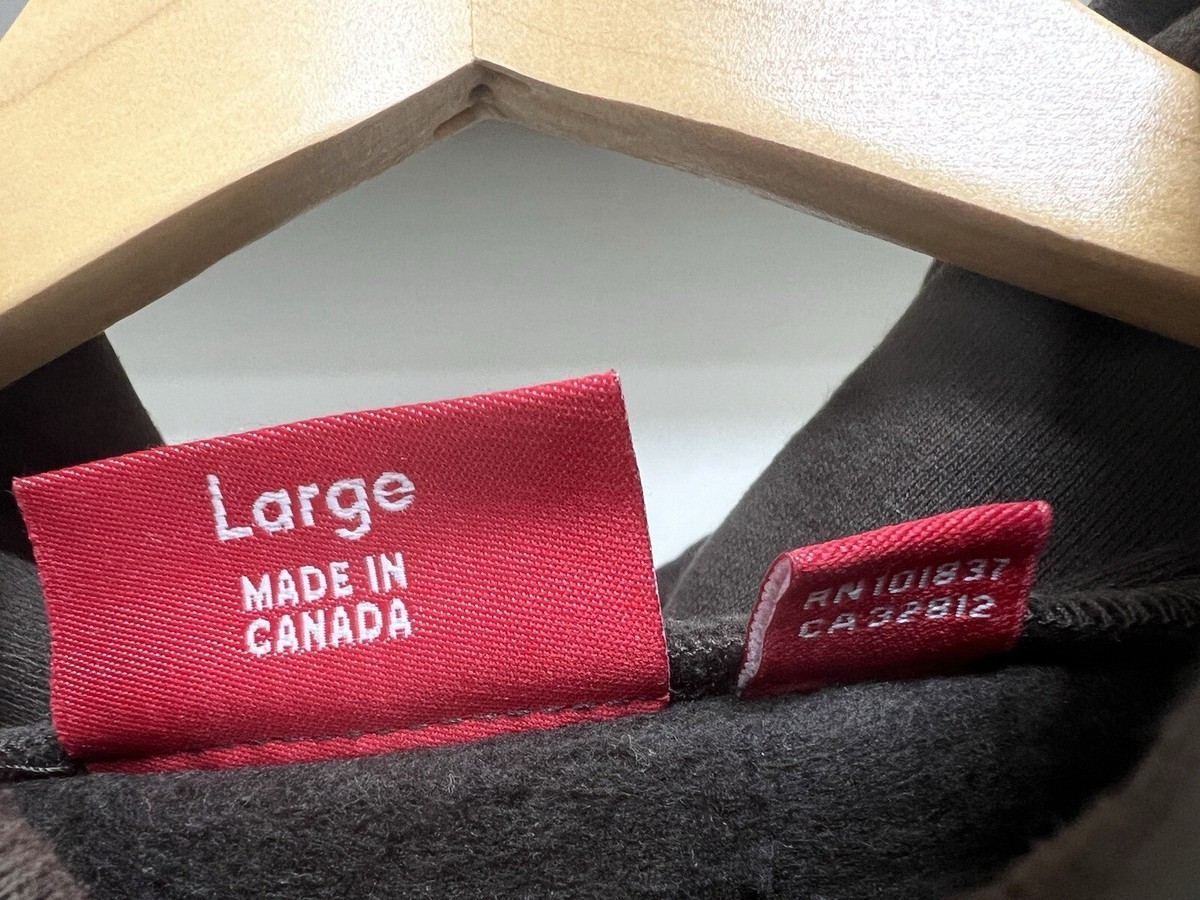 Large
MADE IN
CANADA
RN101837
CA32812